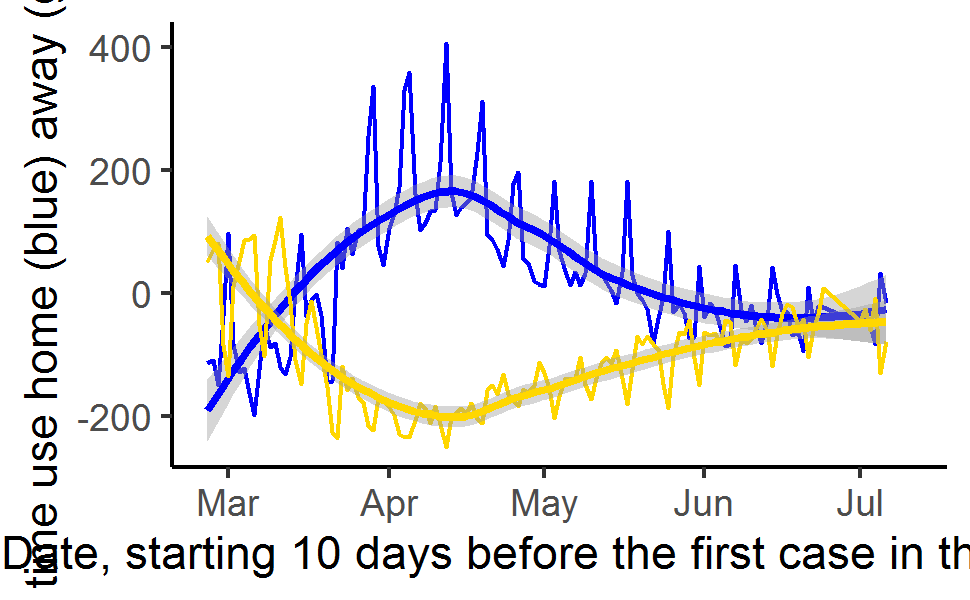 time use home (blue) away (
400
200
0
-200
Mar Apr May Jun Jul
Date, starting 10 days before the first case in th